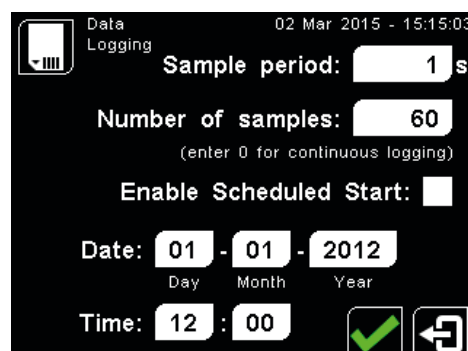 Data Logging 02 Mar 2015 - 15:15:03
Sample period: 1 s
Number of samples: 60
(enter 0 for continuous logging)
Enable Scheduled Start:
Date: 01 - 01 - 2012
Day Month Year
Time: 12 : 00